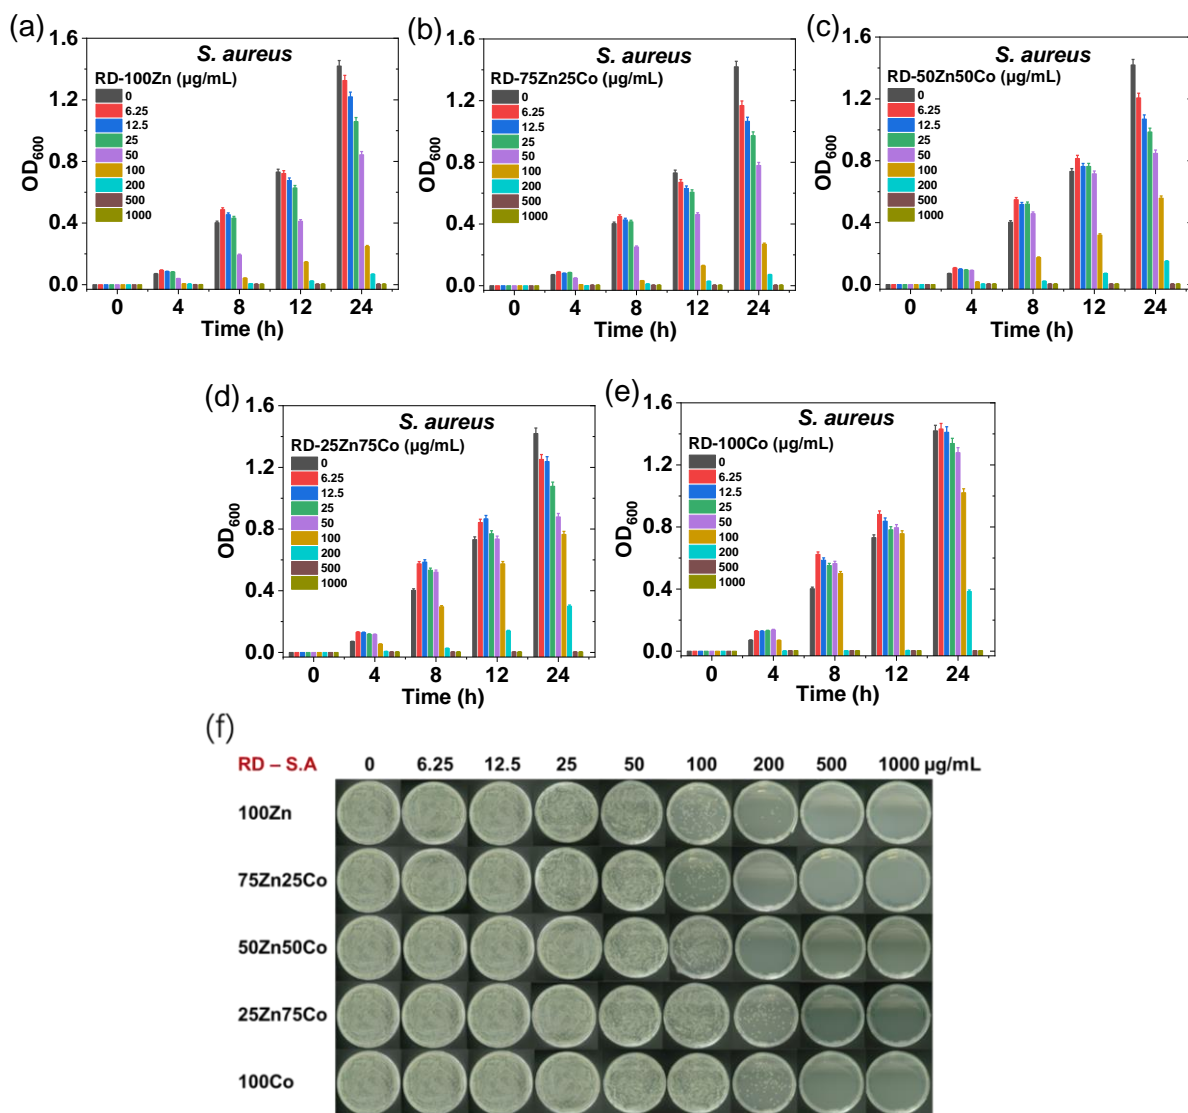 (a)
S. aureus
RD-100Zn (μg/mL)
0
6.25
12.5
25
50
100
200
500
1000
OD600
0.0
0.4
0.8
1.2
1.6
0 4 8 12 24
Time (h)
(b)
S. aureus
RD-75Zn25Co (μg/mL)
0
6.25
12.5
25
50
100
200
500
1000
OD600
0.0
0.4
0.8
1.2
1.6
0 4 8 12 24
Time (h)
(c)
S. aureus
RD-50Zn50Co (μg/mL)
0
6.25
12.5
25
50
100
200
500
1000
OD600
0.0
0.4
0.8
1.2
1.6
0 4 8 12 24
Time (h)
(d)
S. aureus
RD-25Zn75Co (μg/mL)
0
6.25
12.5
25
50
100
200
500
1000
OD600
0.0
0.4
0.8
1.2
1.6
0 4 8 12 24
Time (h)
(e)
S. aureus
RD-100Co (μg/mL)
0
6.25
12.5
25
50
100
200
500
1000
OD600
0.0
0.4
0.8
1.2
1.6
0 4 8 12 24
Time (h)
(f)
RD – S.A 0 6.25 12.5 25 50 100 200 500 1000 μg/mL
100Zn
75Zn25Co
50Zn50Co
25Zn75Co
100Co